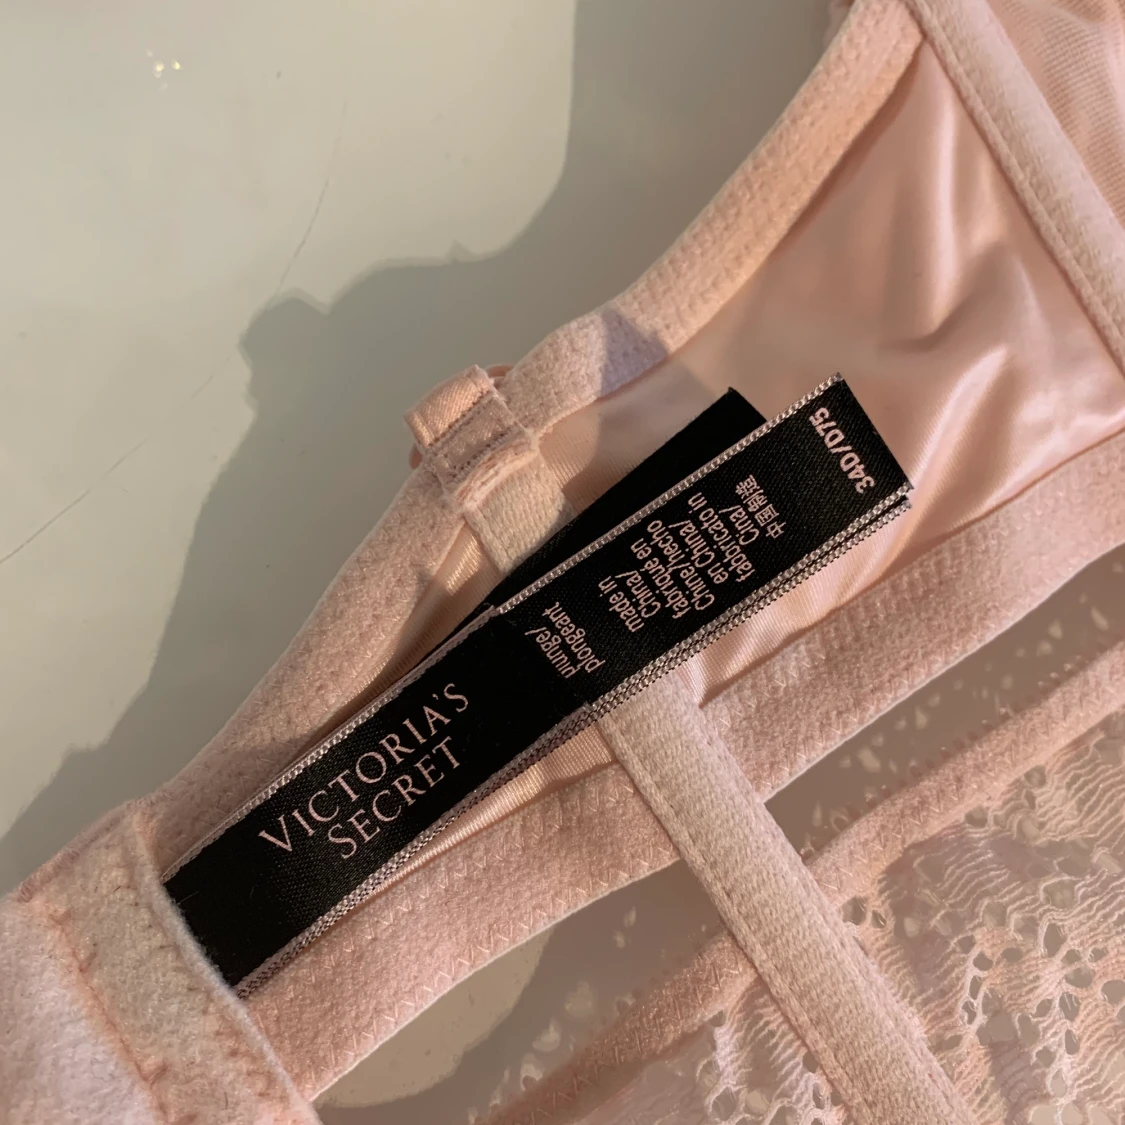 VICTORIA'S
SECRET
plunge/
plongeant
made in
China/
fabriqué en
Chine/hecho
en China/
fabricato in
Cina/
中国制造
34D/D75